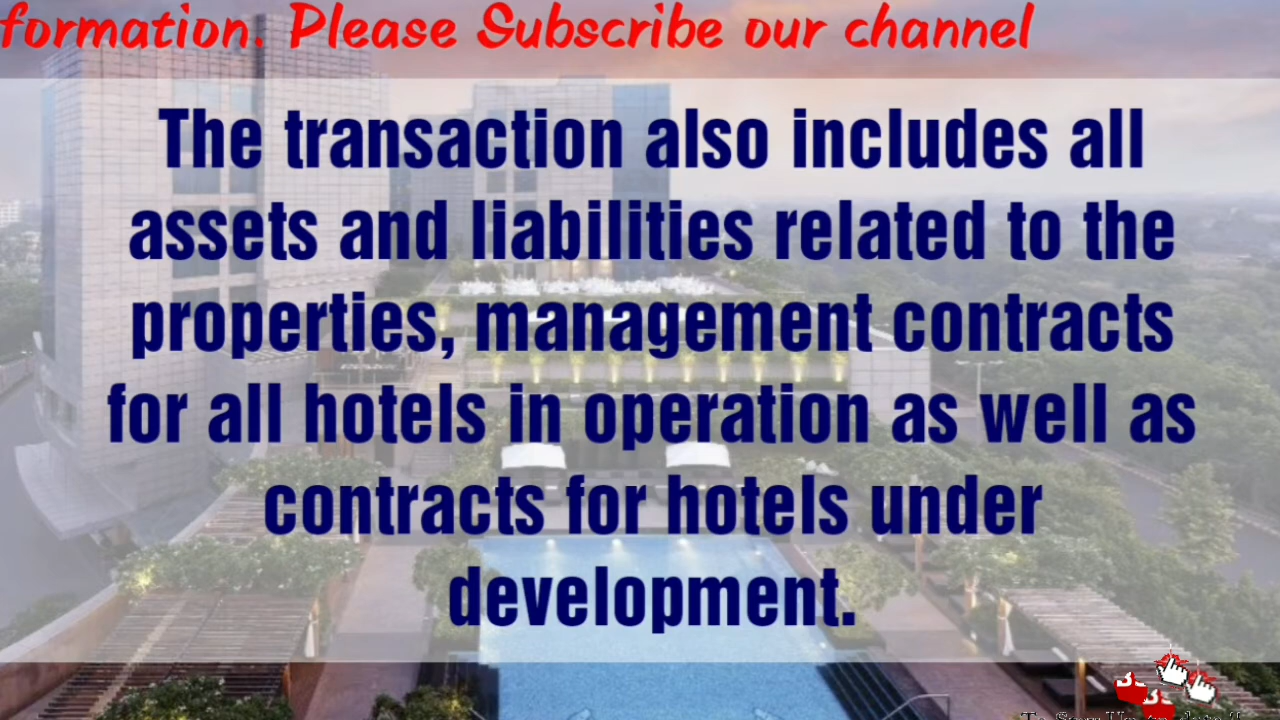 formation. Please Subscribe our channel
The transaction also includes all
assets and liabilities related to the
properties, management contracts
for all hotels in operation as well as
contracts for hotels under
development.